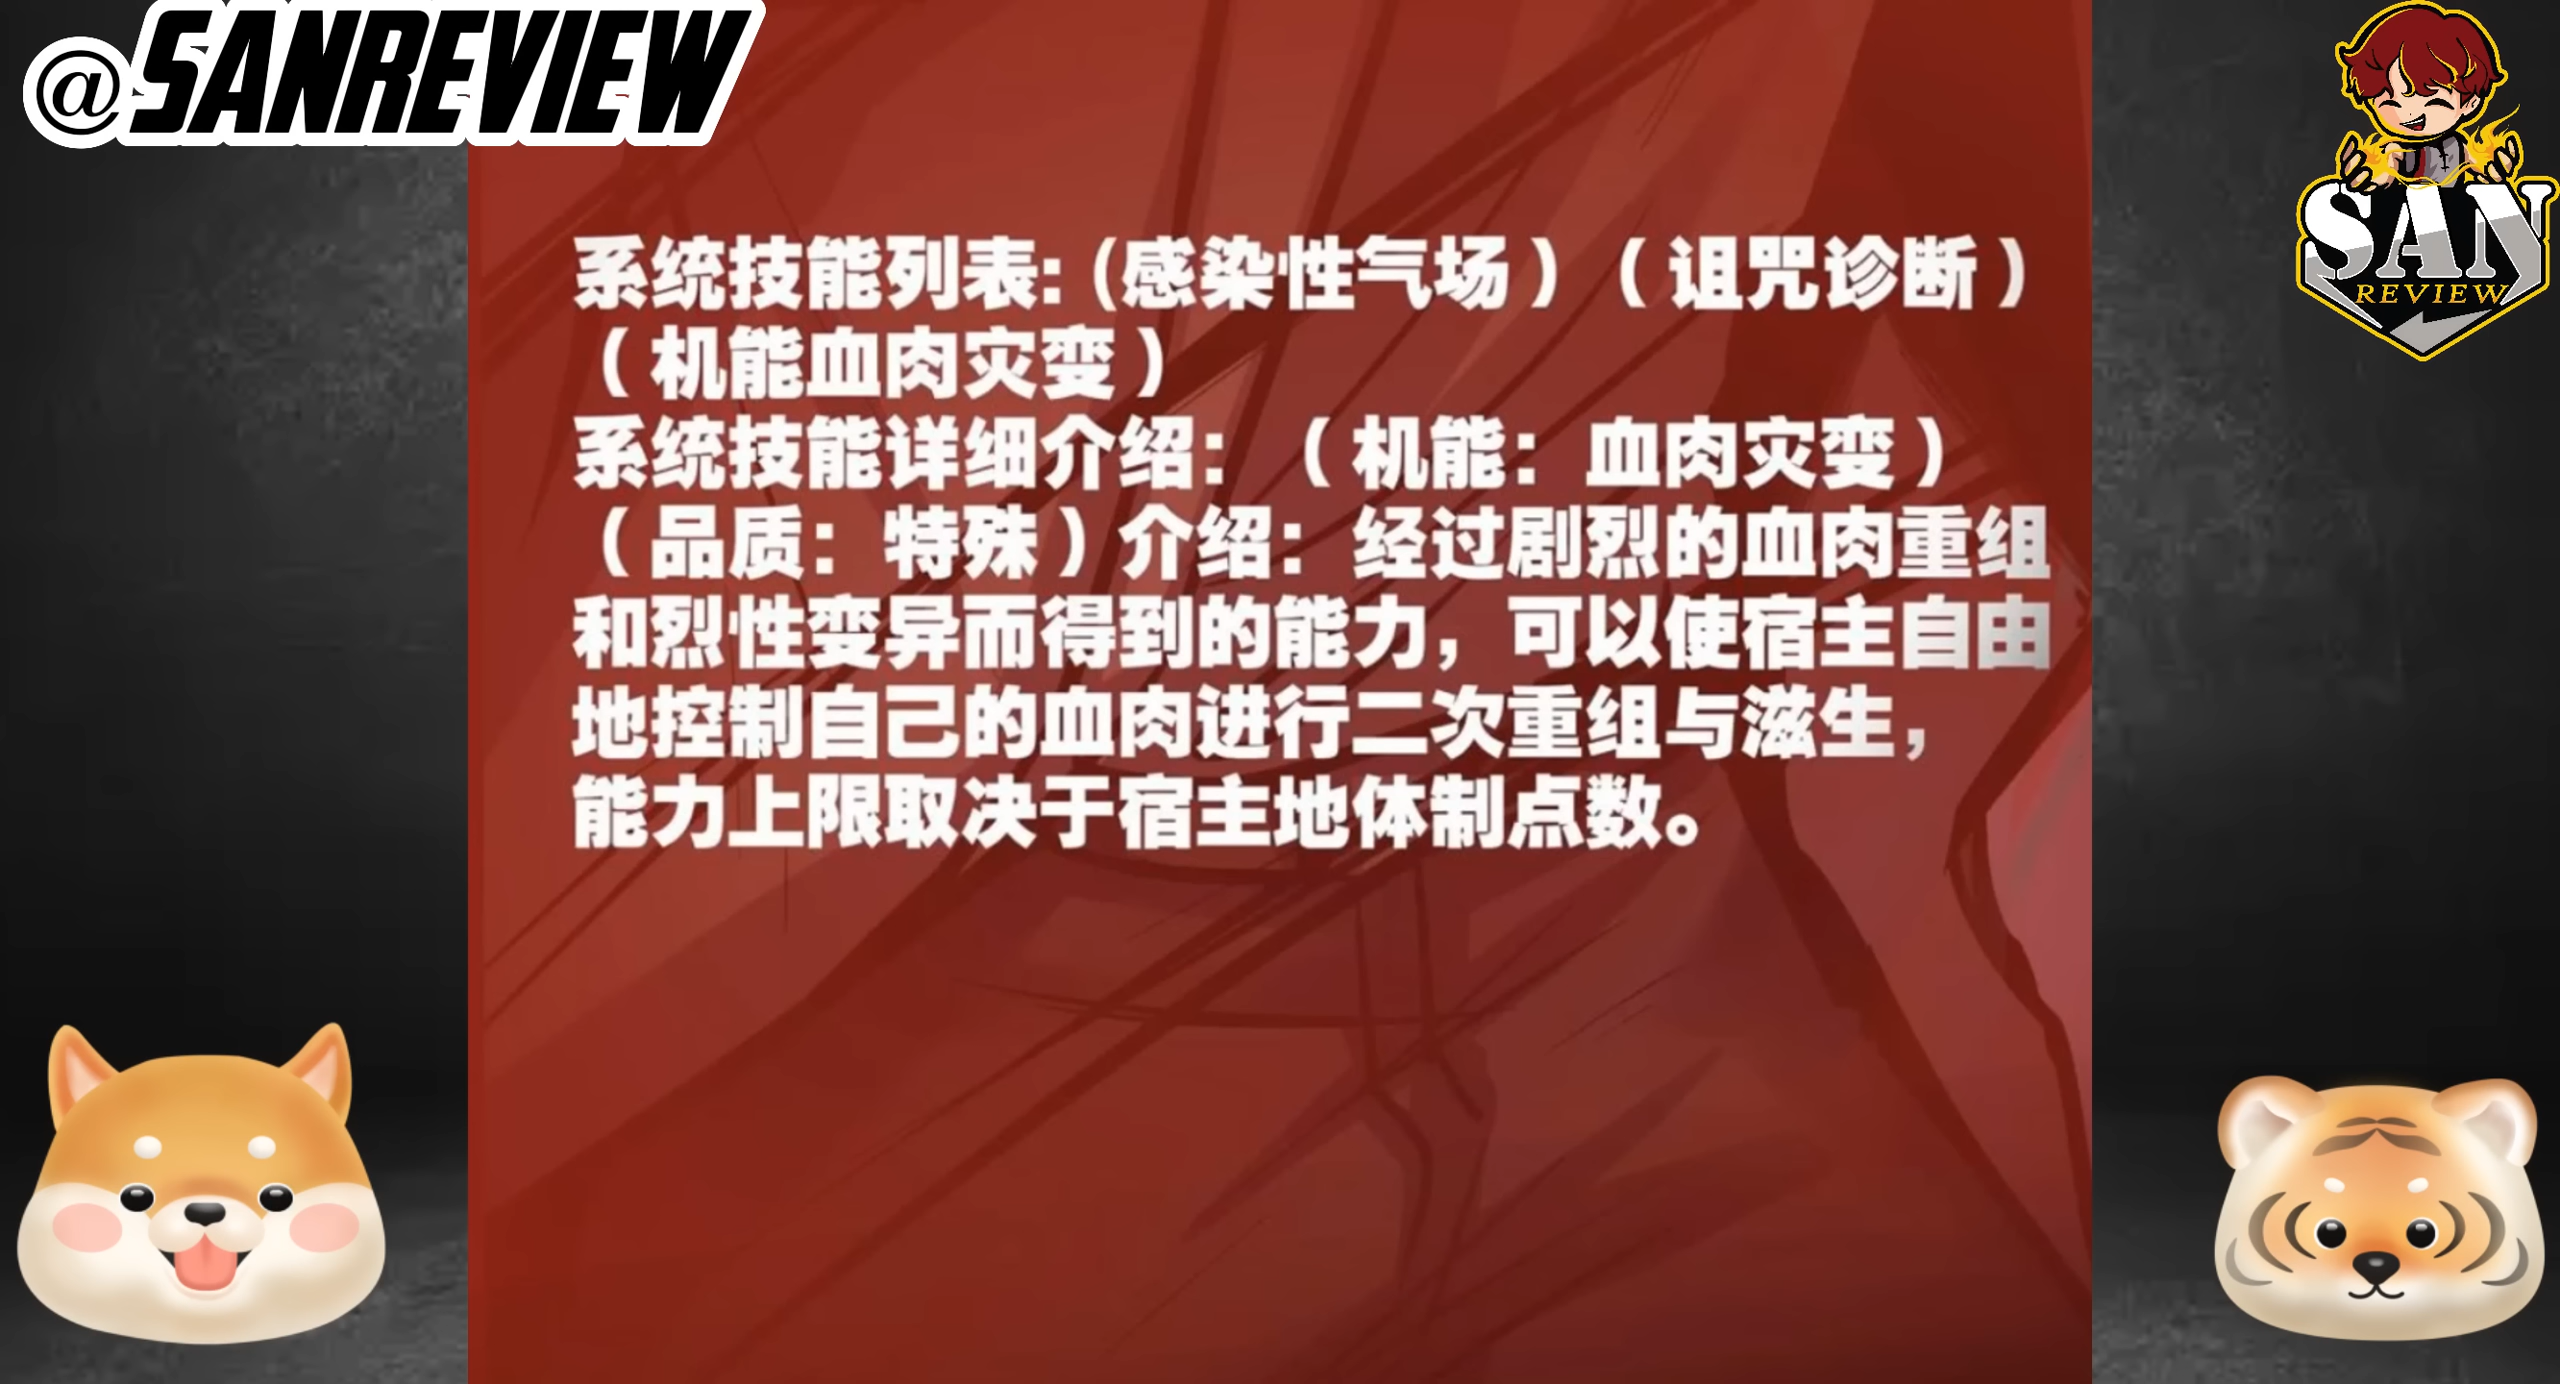 @SANREVIEW
SAN
REVIEW
系统技能列表:(感染性气场)(诅咒诊断)
(机能血肉灾变)
系统技能详细介绍：(机能：血肉灾变)
(品质：特殊)介绍：经过剧烈的血肉重组
和烈性变异而得到的能力，可以使宿主自由
地控制自己的血肉进行二次重组与滋生，
能力上限取决于宿主地体制点数。